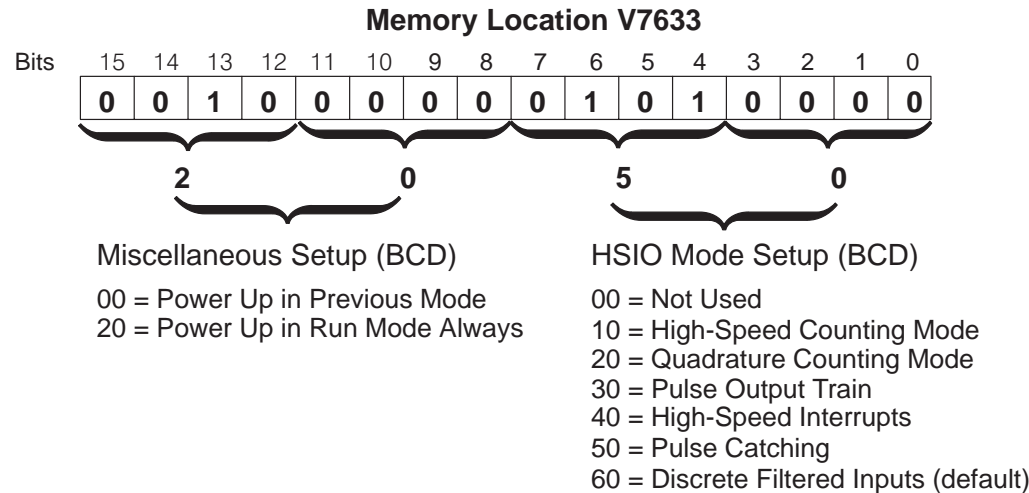 Memory Location V7633
Bits 15 14 13 12 11 10 9 8 7 6 5 4 3 2 1 0
0 0 1 0 0 0 0 0 0 1 0 1 0 0 0 0
2 0 5 0
Miscellaneous Setup (BCD)
00 = Power Up in Previous Mode
20 = Power Up in Run Mode Always
HSIO Mode Setup (BCD)
00 = Not Used
10 = High-Speed Counting Mode
20 = Quadrature Counting Mode
30 = Pulse Output Train
40 = High-Speed Interrupts
50 = Pulse Catching
60 = Discrete Filtered Inputs (default)